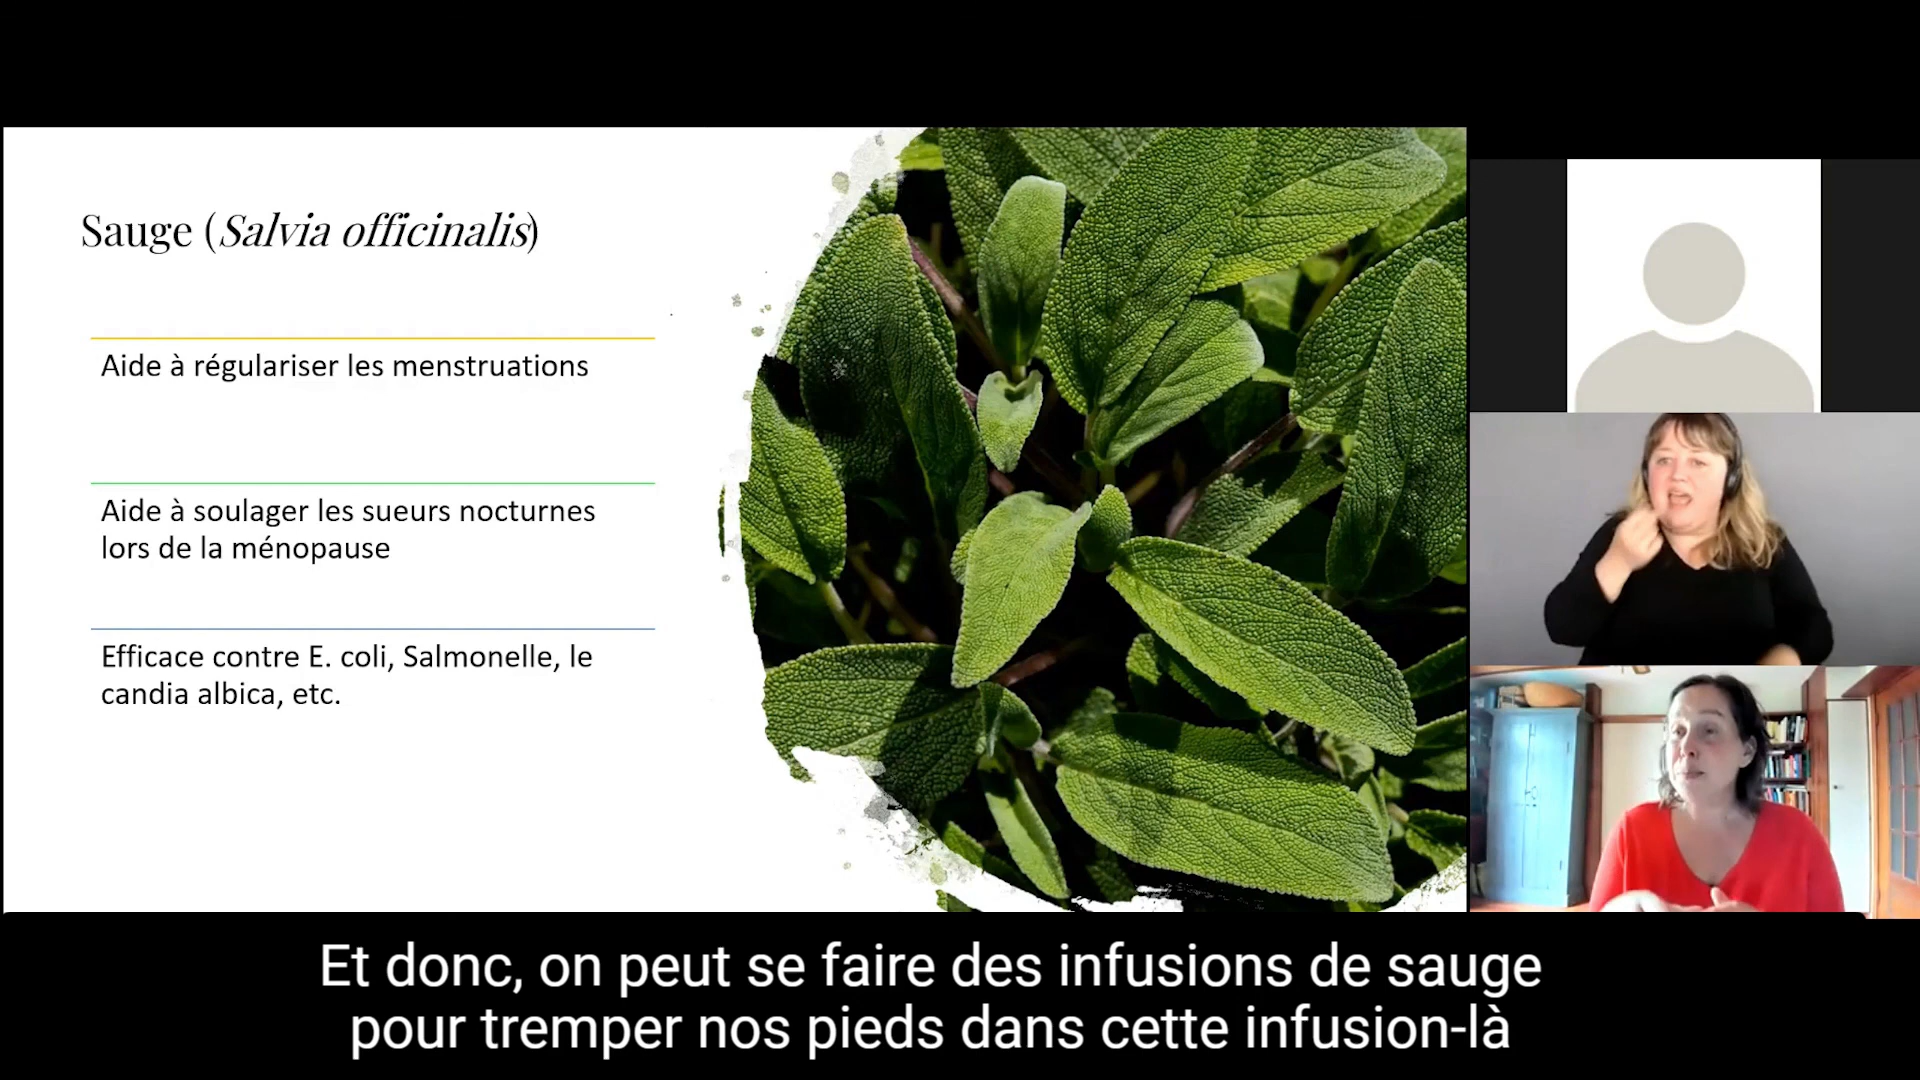 Sauge (Salvia officinalis)
Aide à régulariser les menstruations
Aide à soulager les sueurs nocturnes
lors de la ménopause
Efficace contre E. coli, Salmonelle, le
candia albica, etc.
Et donc, on peut se faire des infusions de sauge
pour tremper nos pieds dans cette infusion-là